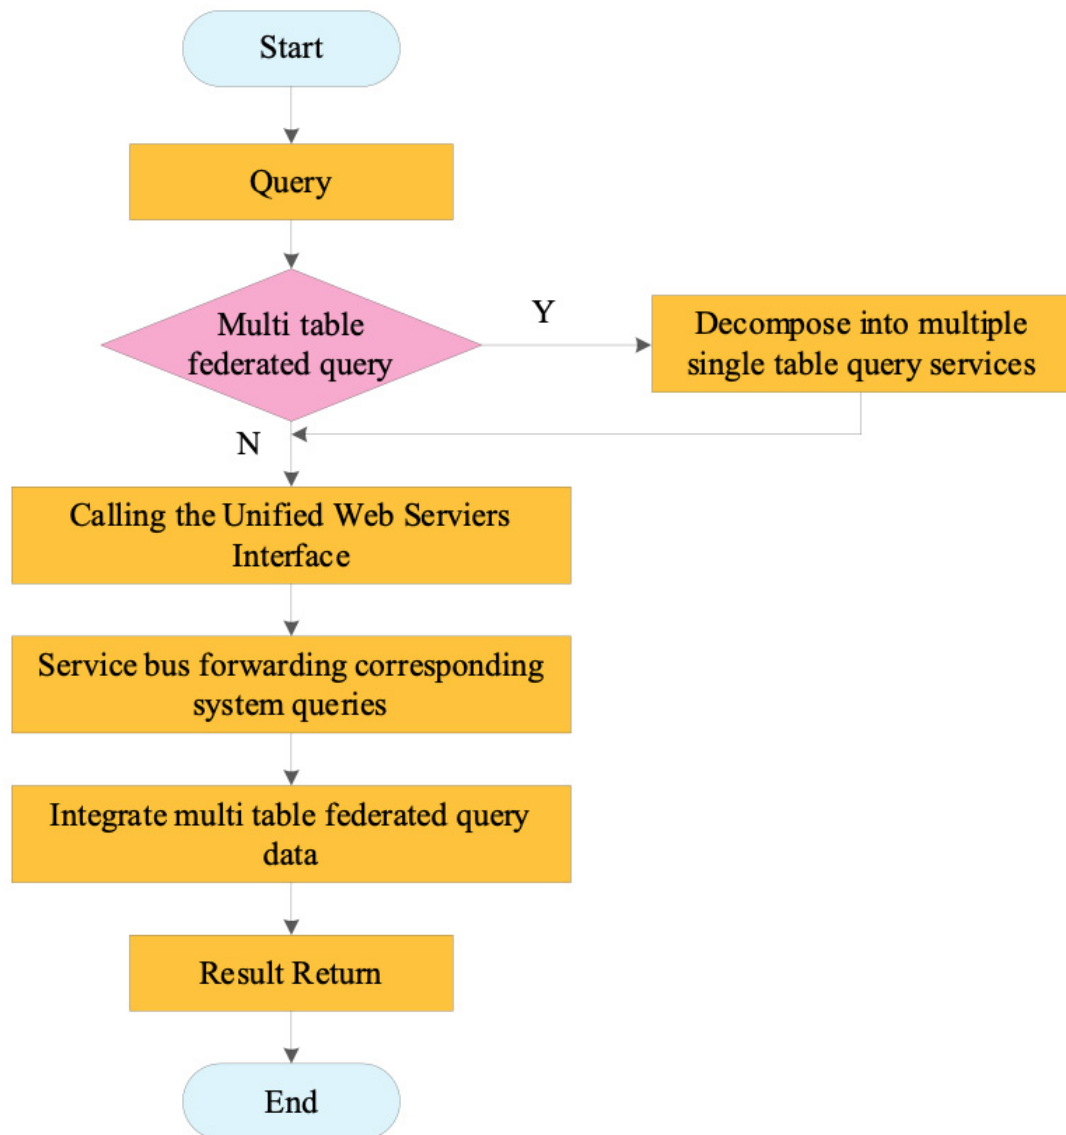 Start
Query
Multi table
federated query
Y
Decompose into multiple
single table query services
N
Calling the Unified Web Serviers
Interface
Service bus forwarding corresponding
system queries
Integrate multi table federated query
data
Result Return
End